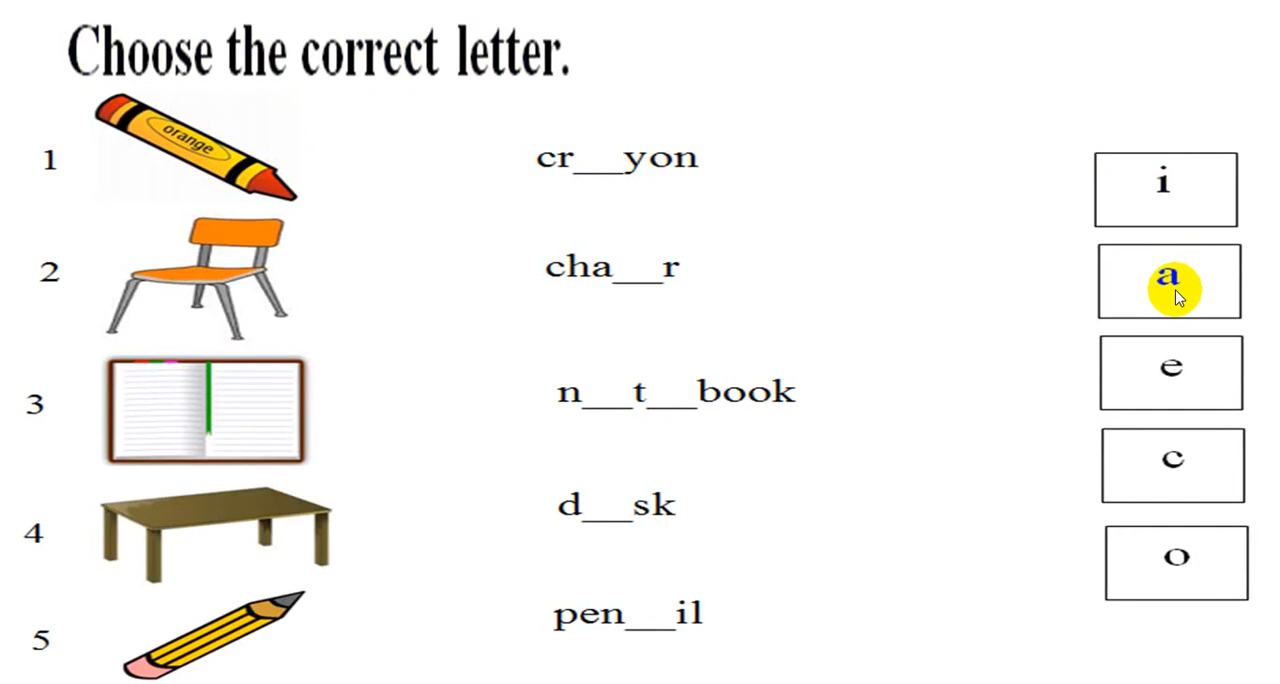 Choose the correct letter.
orange
1 cr__yon
i
2 cha__r
a
3 n__t__book
e
4 d__sk
c
5 pen__il
o